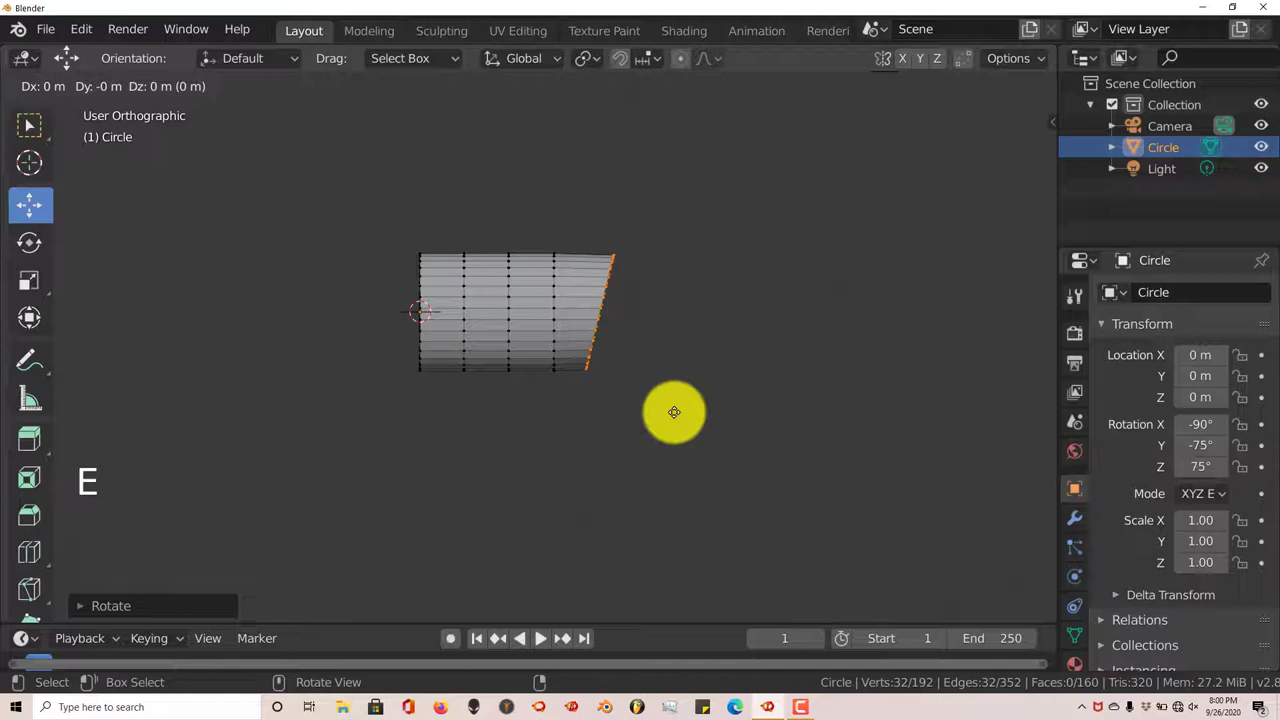 Blender
File Edit Render Window Help Layout Modeling Sculpting UV Editing Texture Paint Shading Animation Renderi Scene View Layer
Orientation: Default Drag: Select Box Global X Y Z Options
Dx: 0 m Dy: -0 m Dz: 0 m (0 m)
User Orthographic
(1) Circle
Scene Collection
Collection
Camera
Circle
Light
Circle
Circle
Transform
Location X 0 m
Y 0 m
Z 0 m
Rotation X -90°
Y -75°
Z 75°
Mode XYZ E
Scale X 1.00
Y 1.00
Z 1.00
Delta Transform
Relations
Collections
Instancing
E
Rotate
Playback Keying View Marker 1 Start 1 End 250
Select Box Select Rotate View Circle | Verts:32/192 | Edges:32/352 | Faces:0/160 | Tris:320 | Mem: 27.2 MiB | v2.8
Type here to search
8:00 PM
9/26/2020